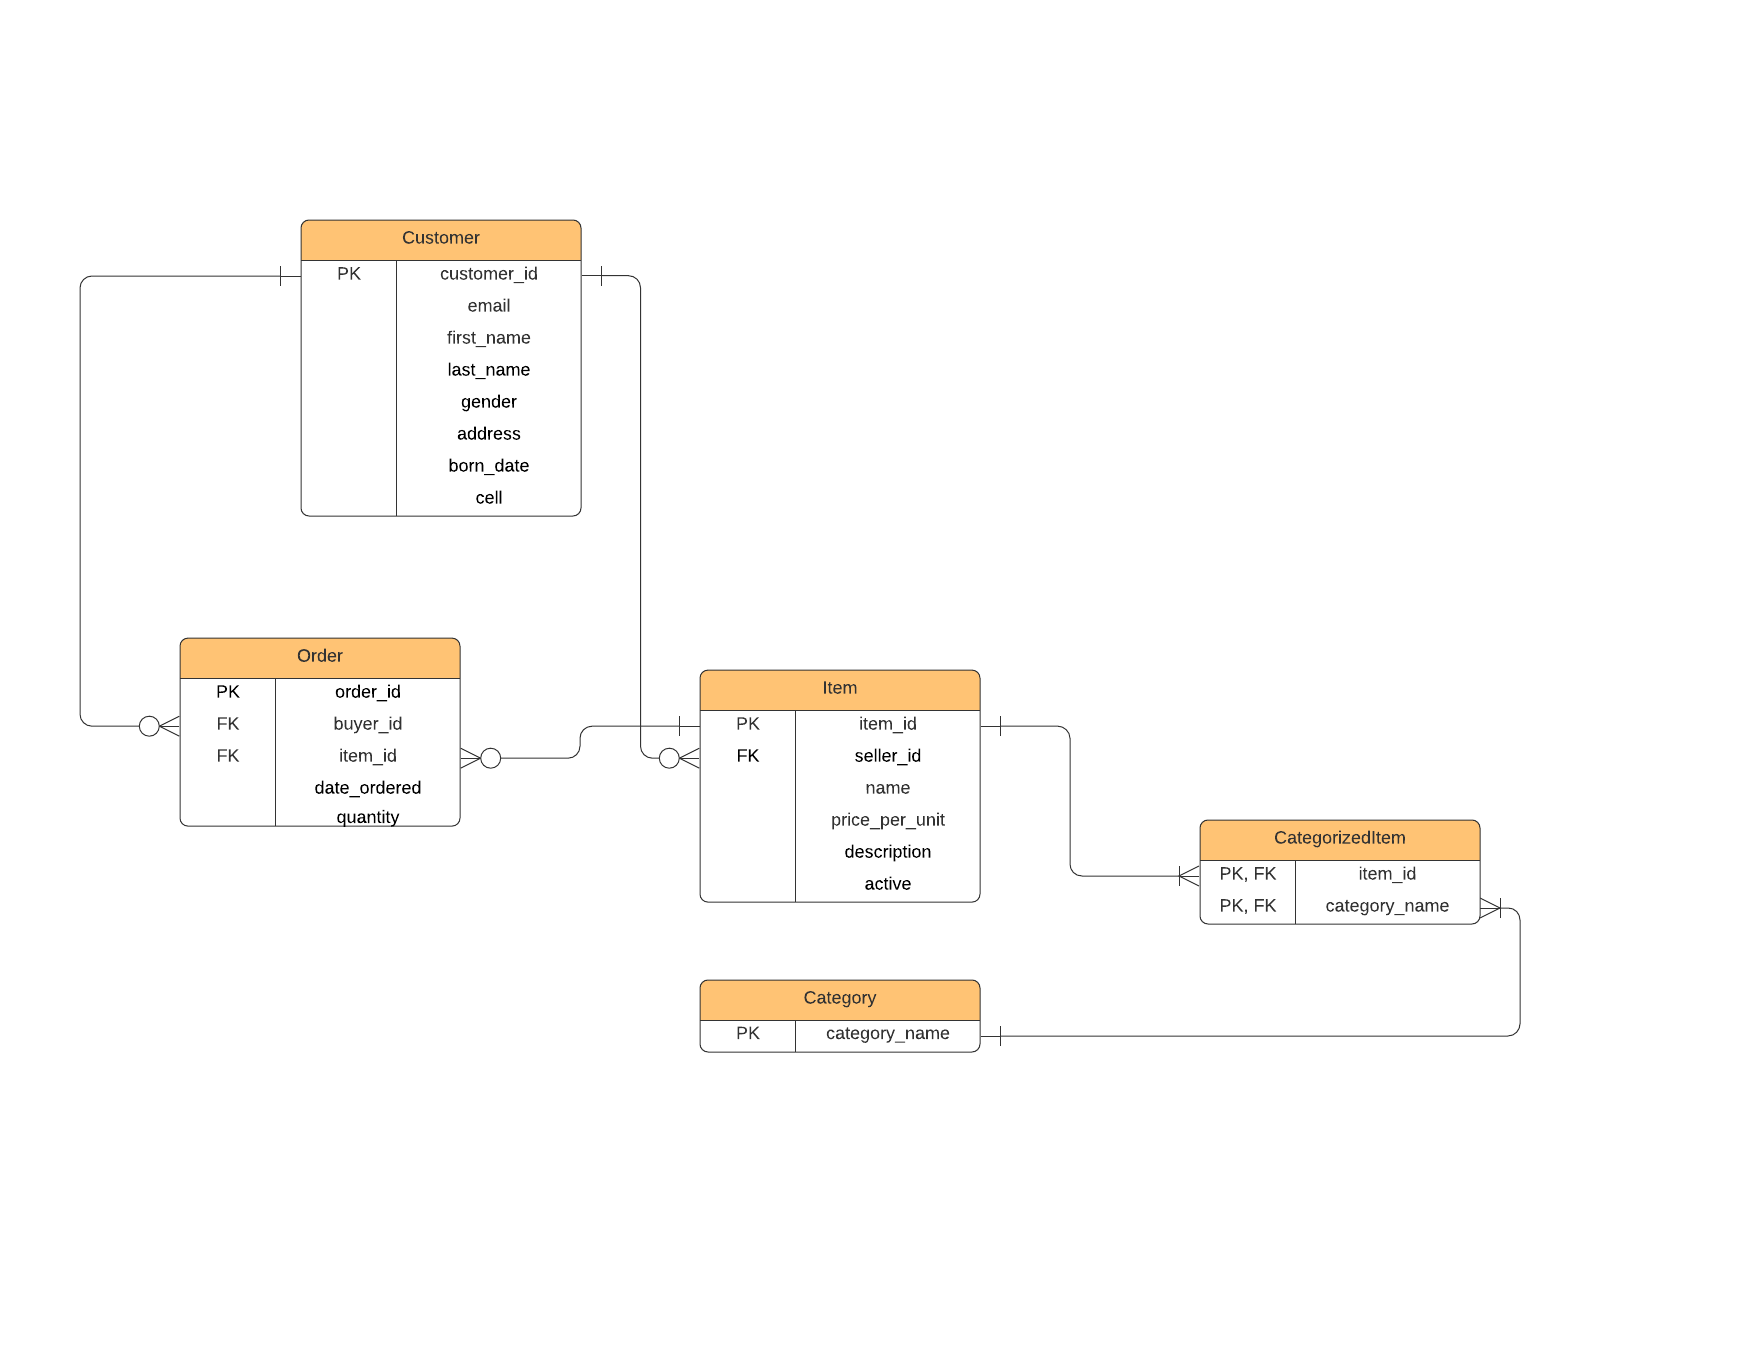 Customer
PK customer_id
email
first_name
last_name
gender
address
born_date
cell
Order
PK order_id
FK buyer_id
FK item_id
date_ordered
quantity
Item
PK item_id
FK seller_id
name
price_per_unit
description
active
CategorizedItem
PK, FK item_id
PK, FK category_name
Category
PK category_name